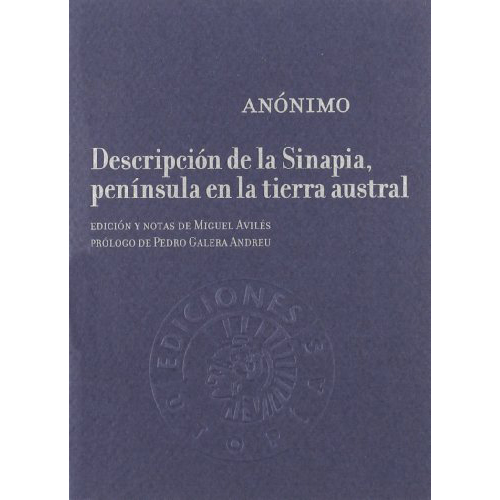 ANÓNIMO
Descripción de la Sinapia,
península en la tierra austral
EDICIÓN Y NOTAS DE MIGUEL AVILÉS
PRÓLOGO DE PEDRO GALERA ANDREU
EDICIONES